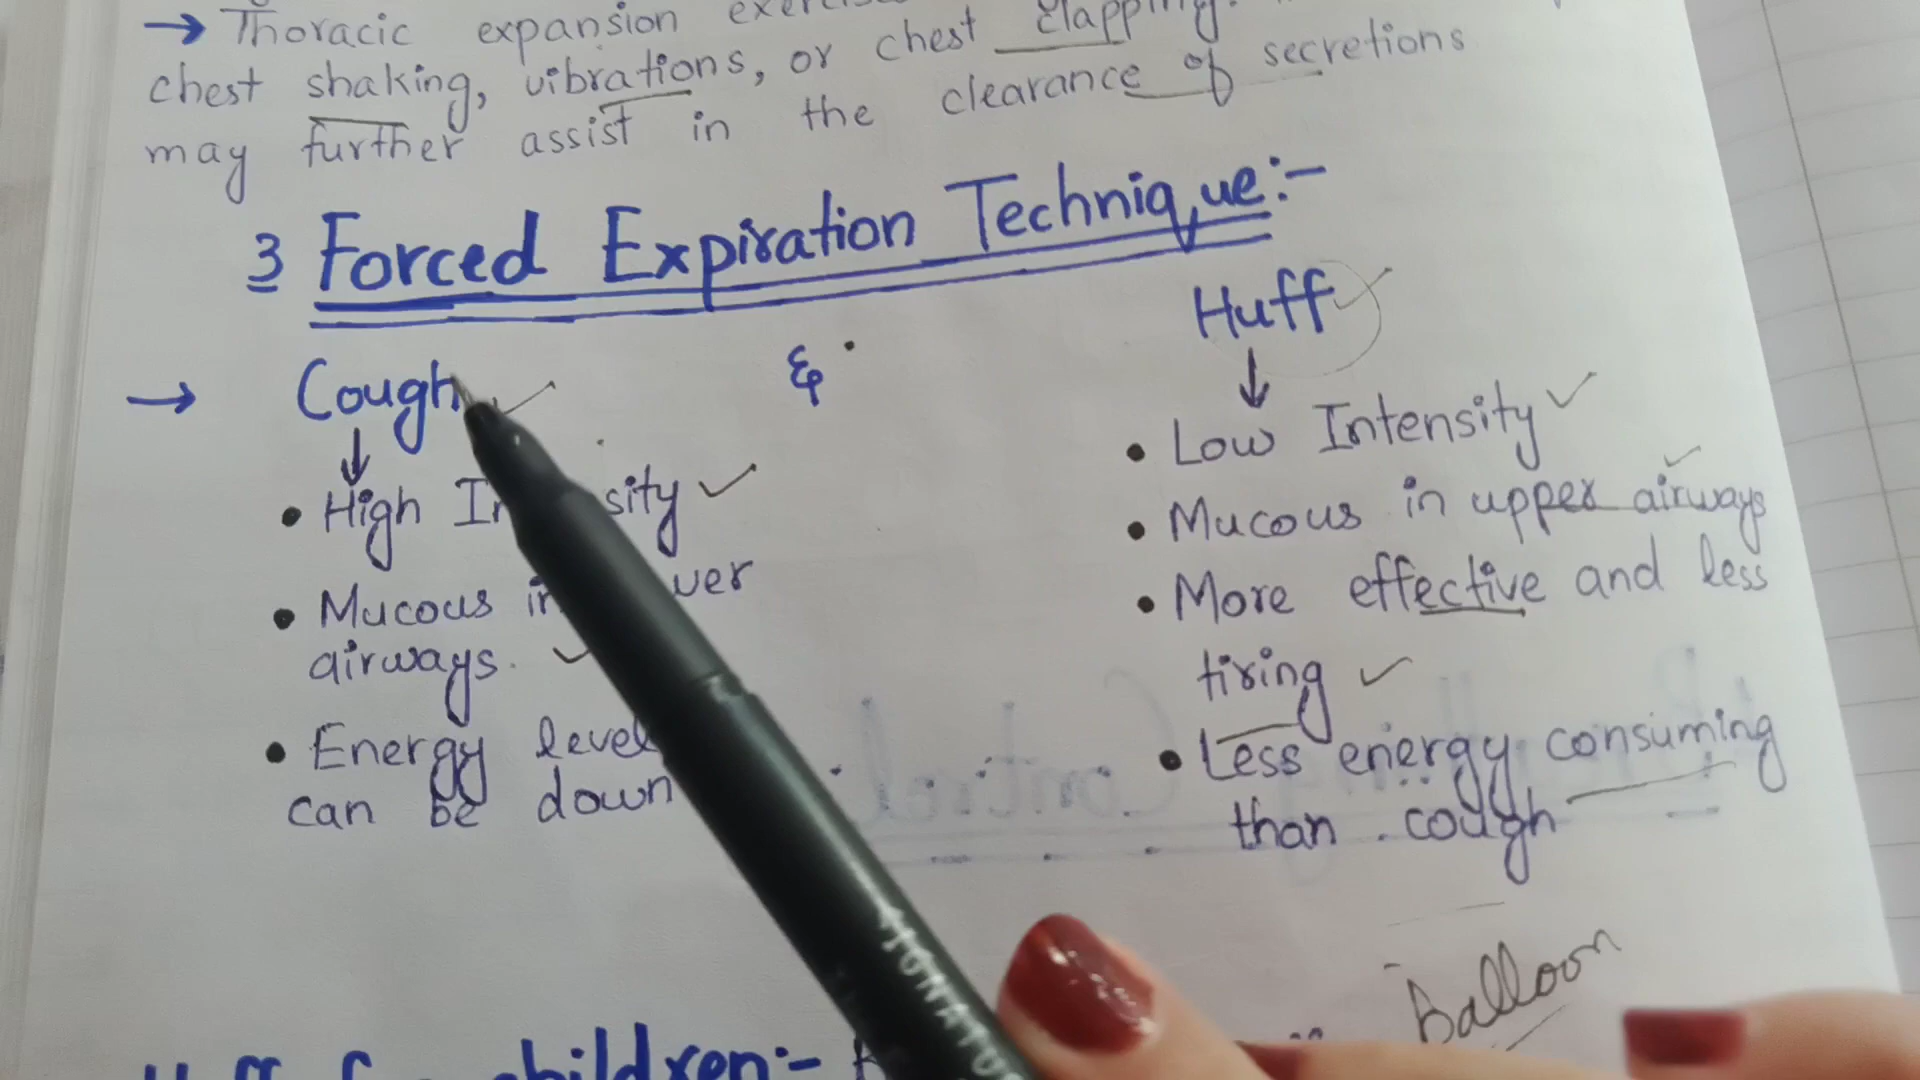 → Thoracic expansion
chest shaking, vibrations, or chest clapping.
may further assist in the clearance of secretions
3 Forced Expiration Technique:-
→ Cough & Huff
• High sity
• Mucous
airways.
• Energy level
can be down
• Low Intensity
• Mucous in upper airways
• More effective and less
tiring
• Less energy consuming
than cough
Balloon
children:-